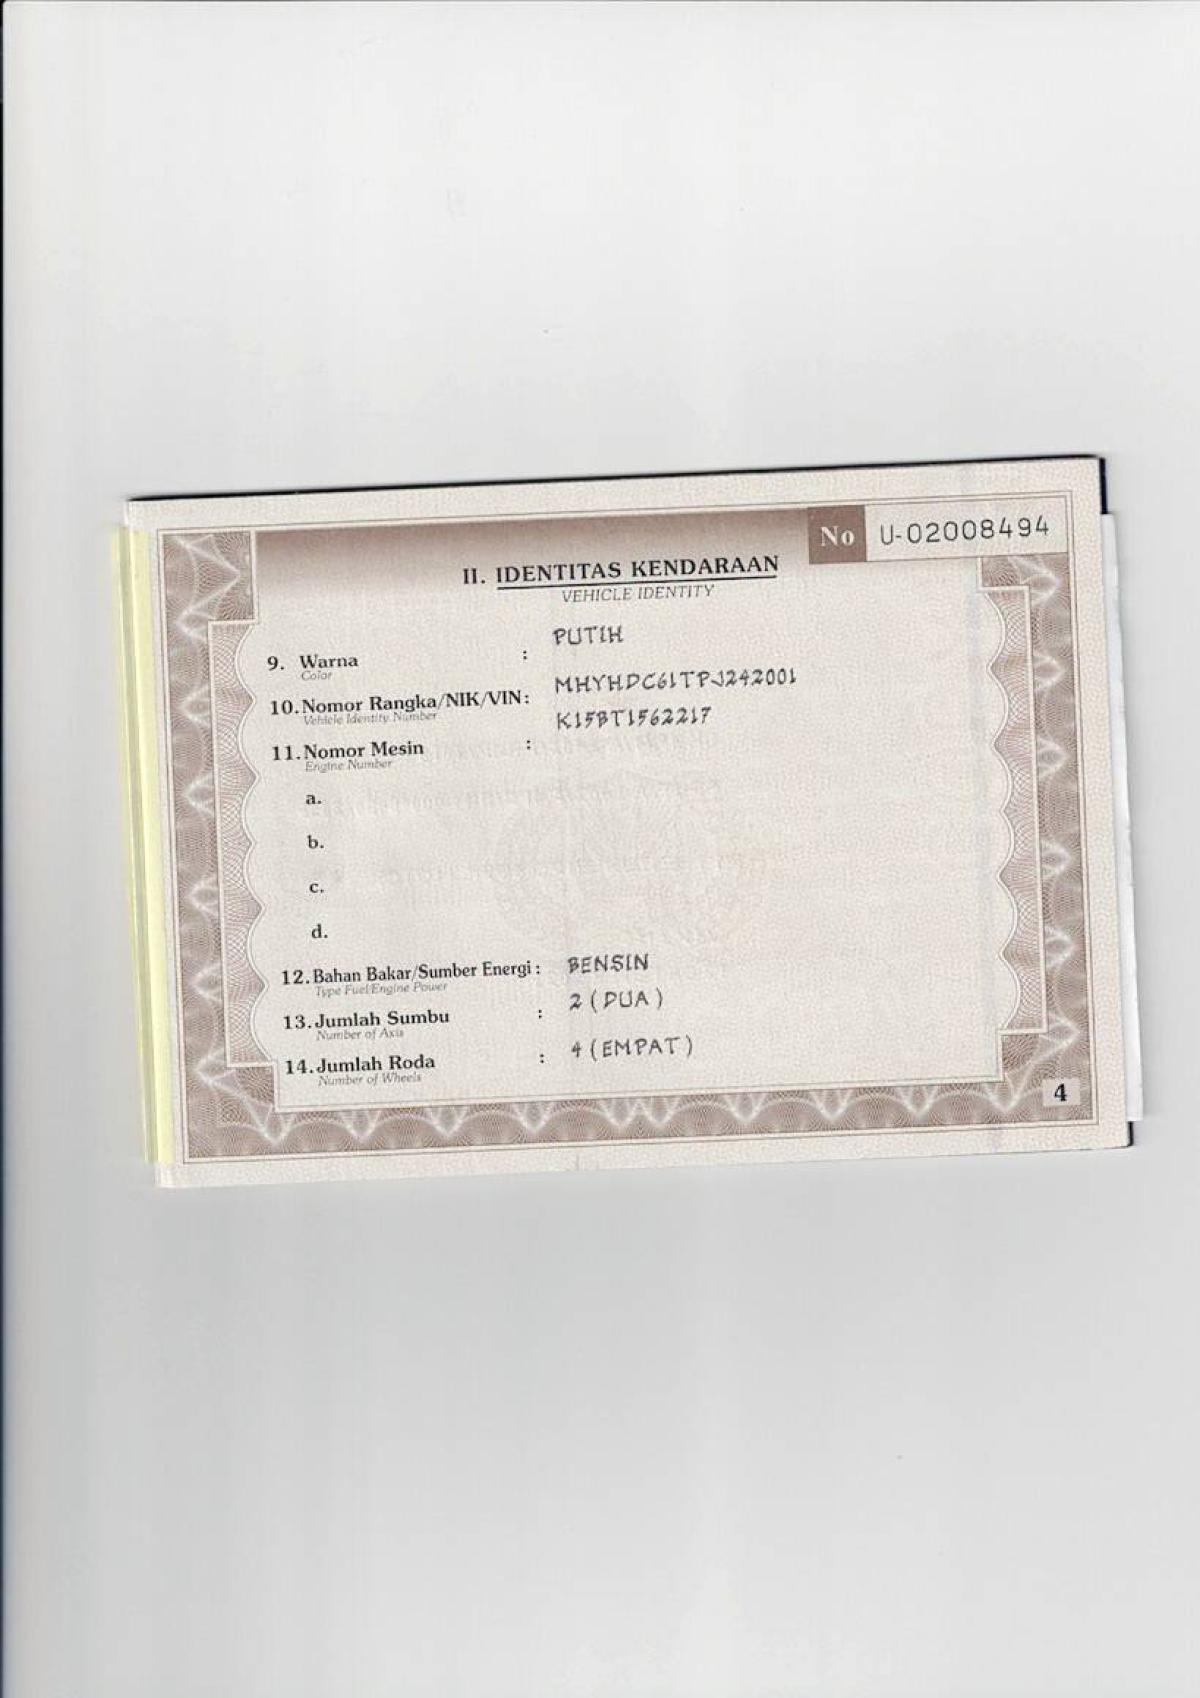 No U-02008494
II. IDENTITAS KENDARAAN
VEHICLE IDENTITY
9. Warna : PUTIH
Color
10. Nomor Rangka/NIK/VIN : MHYHDC61TPJ242001
Vehicle Identity Number
11. Nomor Mesin : K15BT1562217
Engine Number
a.
b.
c.
d.
12. Bahan Bakar/Sumber Energi : BENSIN
Type Fuel/Engine Power
13. Jumlah Sumbu : 2 (DUA)
Number of Axis
14. Jumlah Roda : 4 (EMPAT)
Number of Wheels
4